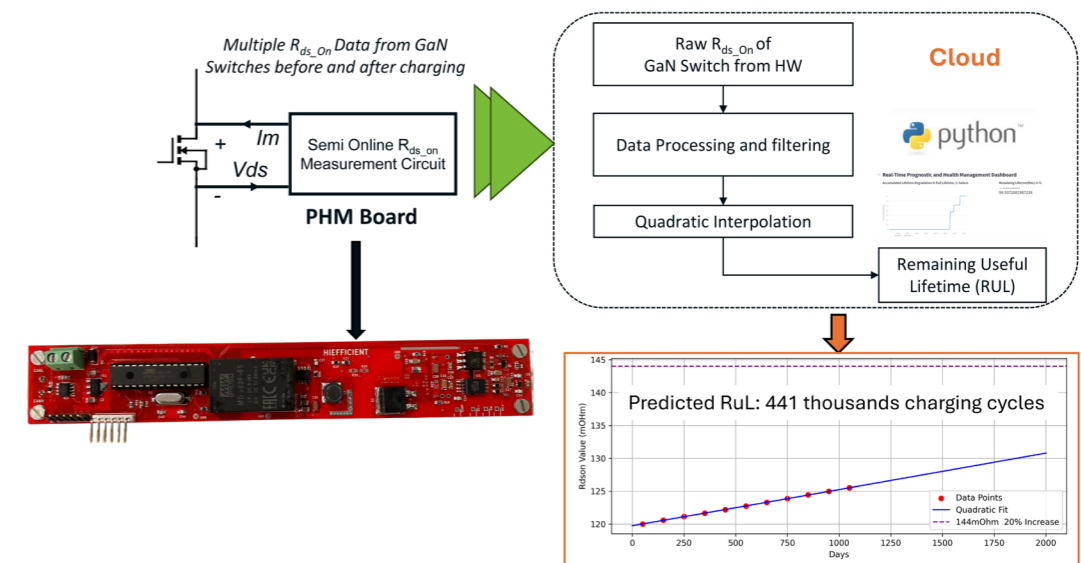 Multiple Rds_On Data from GaN
Switches before and after charging
Im
+
Vds
-
Semi Online Rds_on
Measurement Circuit
PHM Board
HIEFFICIENT
Raw Rds_On of
GaN Switch from HW
Cloud
Data Processing and filtering
python™
Real-Time Prognostic and Health Management Dashboard
Quadratic Interpolation
Remaining Useful
Lifetime (RUL)
Predicted RuL: 441 thousands charging cycles
Rdson Value (mOHm)
145
140
135
130
125
120
Data Points
Quadratic Fit
144mOhm 20% Increase
0
250
500
750
1000
1250
1500
1750
2000
Days